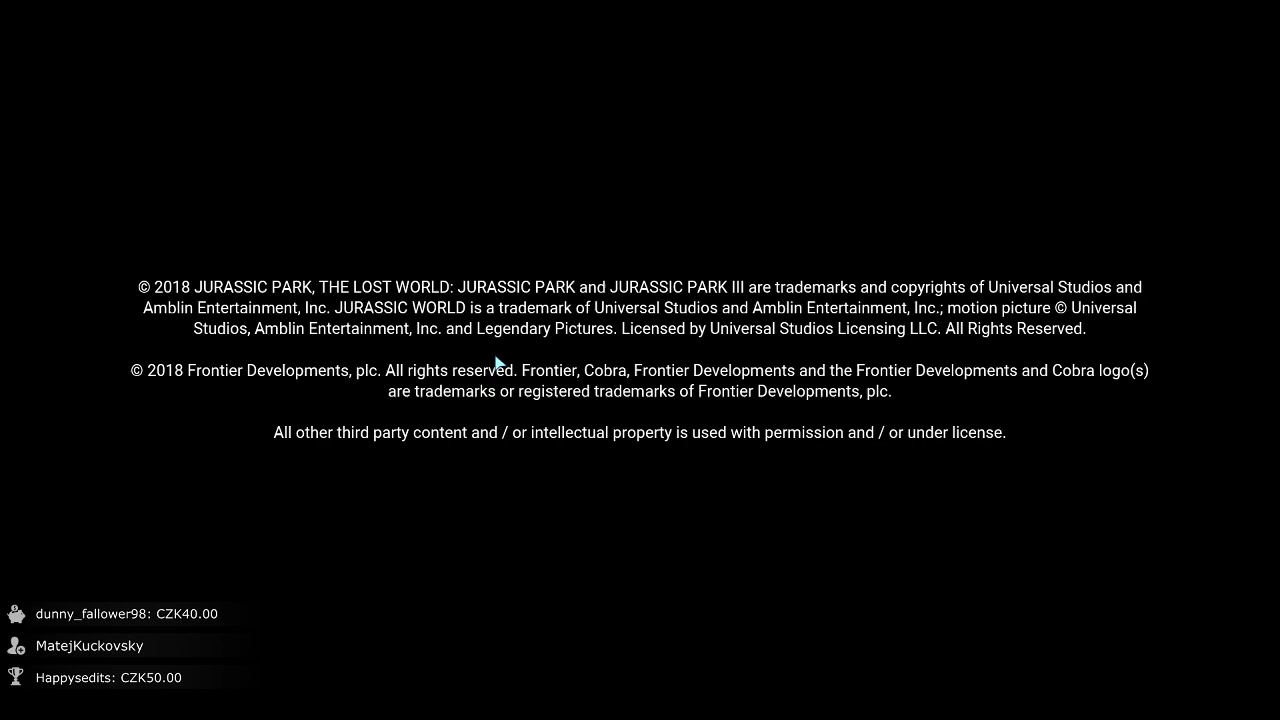 © 2018 JURASSIC PARK, THE LOST WORLD: JURASSIC PARK and JURASSIC PARK III are trademarks and copyrights of Universal Studios and
Amblin Entertainment, Inc. JURASSIC WORLD is a trademark of Universal Studios and Amblin Entertainment, Inc.; motion picture © Universal
Studios, Amblin Entertainment, Inc. and Legendary Pictures. Licensed by Universal Studios Licensing LLC. All Rights Reserved.
© 2018 Frontier Developments, plc. All rights reserved. Frontier, Cobra, Frontier Developments and the Frontier Developments and Cobra logo(s)
are trademarks or registered trademarks of Frontier Developments, plc.
All other third party content and / or intellectual property is used with permission and / or under license.
dunny_fallower98: CZK40.00
MatejKuckovsky
Happysedits: CZK50.00